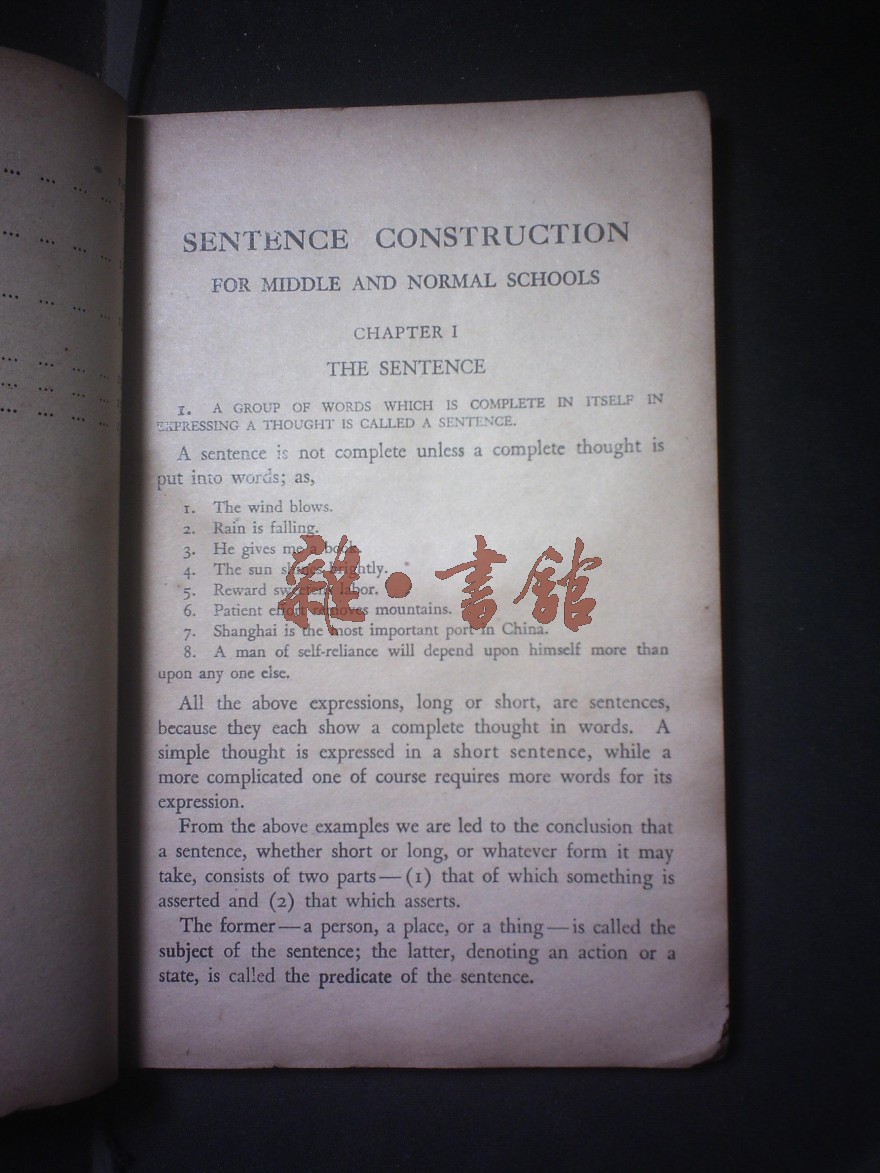 SENTENCE CONSTRUCTION
FOR MIDDLE AND NORMAL SCHOOLS
CHAPTER I
THE SENTENCE
1. A GROUP OF WORDS WHICH IS COMPLETE IN ITSELF IN
EXPRESSING A THOUGHT IS CALLED A SENTENCE.
A sentence is not complete unless a complete thought is
put into words; as,
1. The wind blows.
2. Rain is falling.
3. He gives me a book.
4. The sun shines brightly.
5. Reward sweetens labor.
6. Patient effort removes mountains.
7. Shanghai is the most important port in China.
8. A man of self-reliance will depend upon himself more than
upon any one else.
雜·書館
All the above expressions, long or short, are sentences,
because they each show a complete thought in words. A
simple thought is expressed in a short sentence, while a
more complicated one of course requires more words for its
expression.
From the above examples we are led to the conclusion that
a sentence, whether short or long, or whatever form it may
take, consists of two parts—(1) that of which something is
asserted and (2) that which asserts.
The former—a person, a place, or a thing—is called the
subject of the sentence; the latter, denoting an action or a
state, is called the predicate of the sentence.